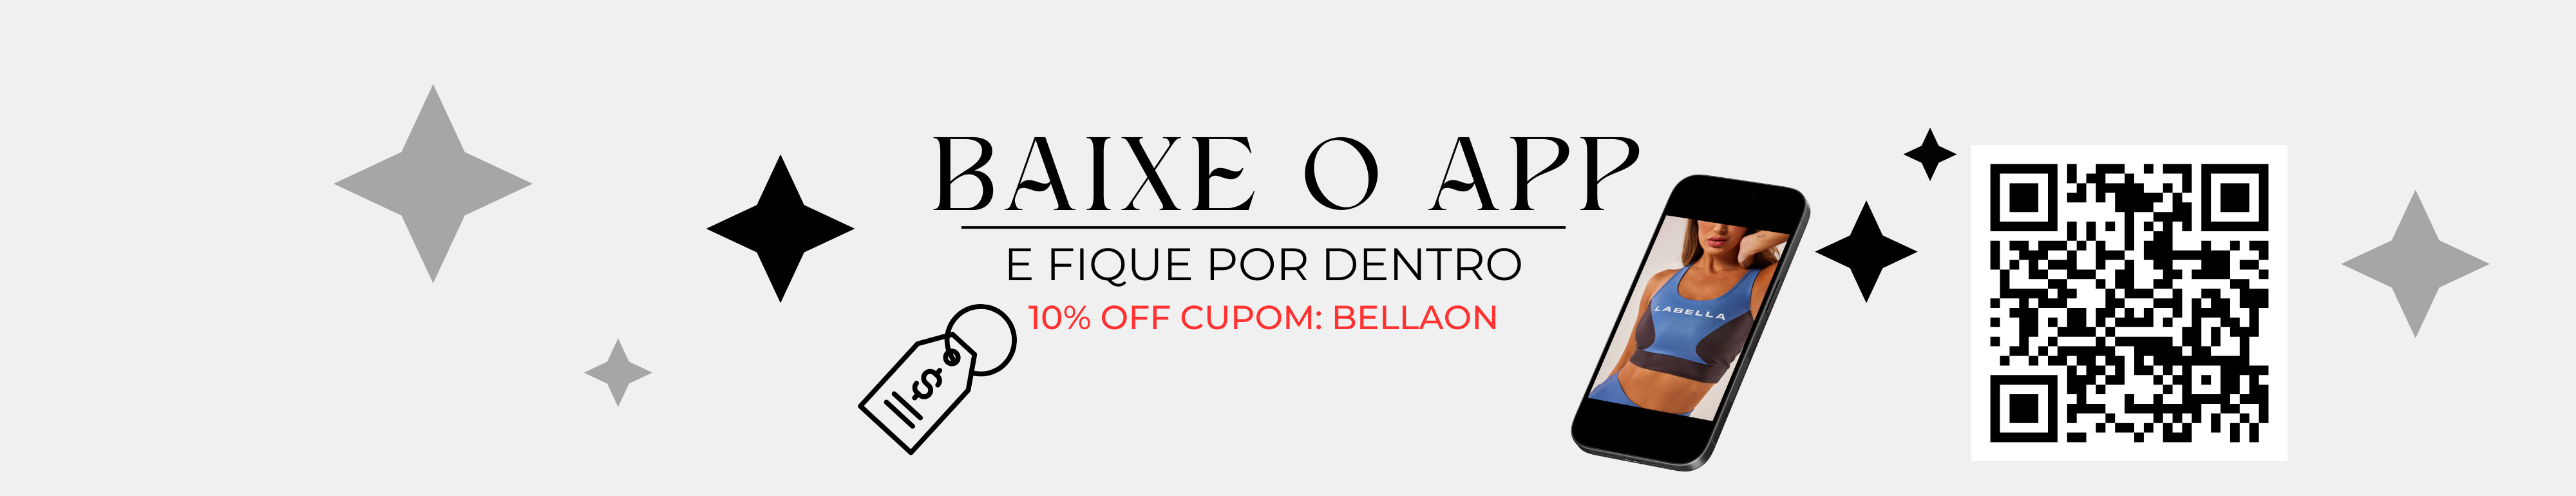 BAIXE O APP
E FIQUE POR DENTRO
10% OFF CUPOM: BELLAON
LABELLA
$